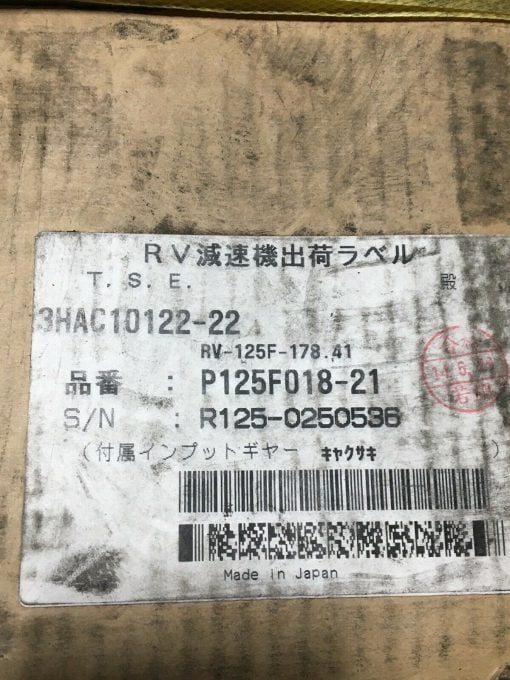 RV減速機出荷ラベル
T. S. E. 殿
3HAC10122-22
RV-125F-178.41
品番 : P125F018-21
S/N : R125-0250536
(付属インプットギヤー キャクサキ )
Made in Japan